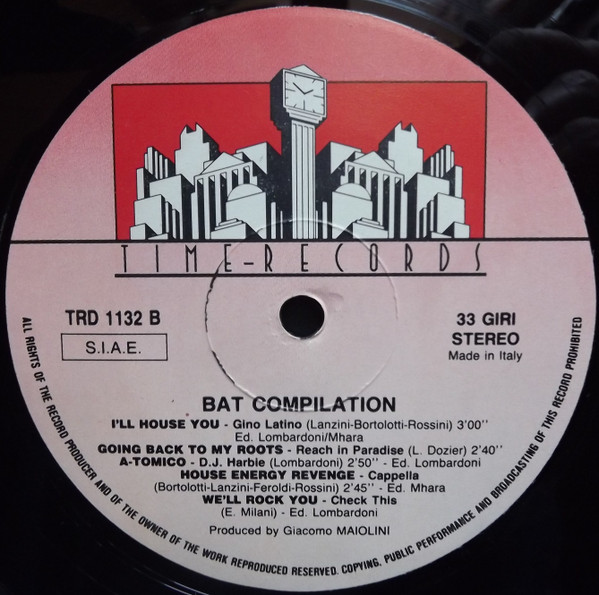 TIME-RECORDS
TRD 1132 B
S.I.A.E.
33 GIRI
STEREO
Made in Italy
BAT COMPILATION
I'LL HOUSE YOU - Gino Latino (Lanzini-Bortolotti-Rossini) 3'00''
Ed. Lombardoni/Mhara
GOING BACK TO MY ROOTS - Reach in Paradise (L. Dozier) 2'40''
A-TOMICO - D.J. Harbie (Lombardoni) 2'50'' - Ed. Lombardoni
HOUSE ENERGY REVENGE - Cappella
(Bortolotti-Lanzini-Feroldi-Rossini) 2'45'' - Ed. Mhara
WE'LL ROCK YOU - Check This
(E. Milani) - Ed. Lombardoni
Produced by Giacomo MAIOLINI
ALL RIGHTS OF THE RECORD PRODUCER AND OF THE OWNER OF THE WORK REPRODUCED RESERVED. COPYING, PUBLIC PERFORMANCE AND BROADCASTING OF THIS RECORD PROHIBITED